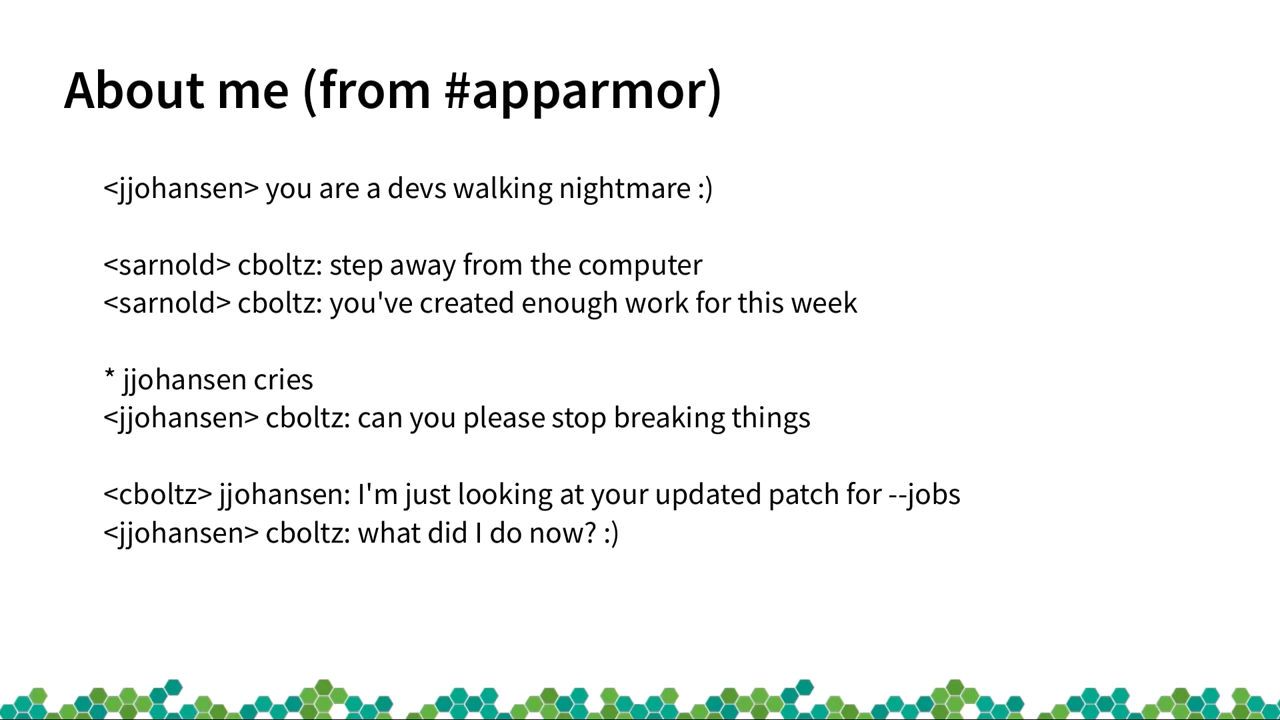 About me (from #apparmor)
<jjohansen> you are a devs walking nightmare :)
<sarnold> cboltz: step away from the computer
<sarnold> cboltz: you've created enough work for this week
* jjohansen cries
<jjohansen> cboltz: can you please stop breaking things
<cboltz> jjohansen: I'm just looking at your updated patch for --jobs
<jjohansen> cboltz: what did I do now? :)